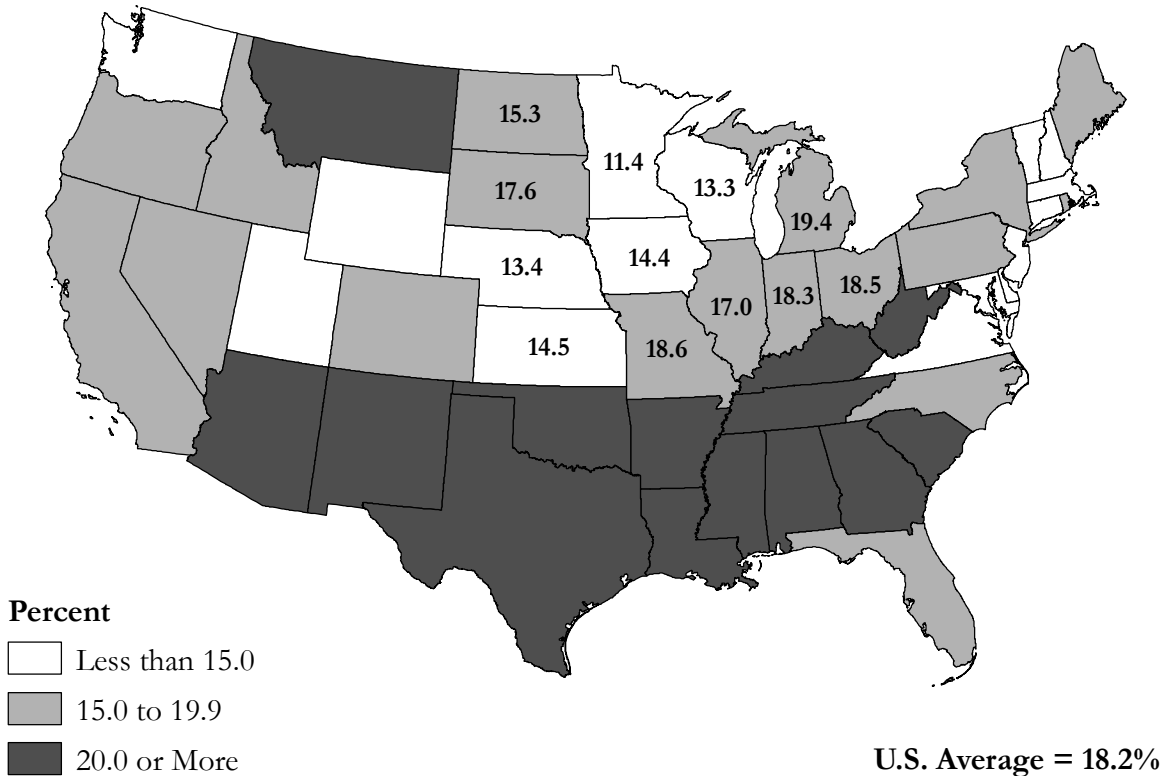 15.3
11.4
13.3
17.6
19.4
13.4
14.4
18.5
18.3
17.0
14.5
18.6
Percent
Less than 15.0
15.0 to 19.9
20.0 or More
U.S. Average = 18.2%